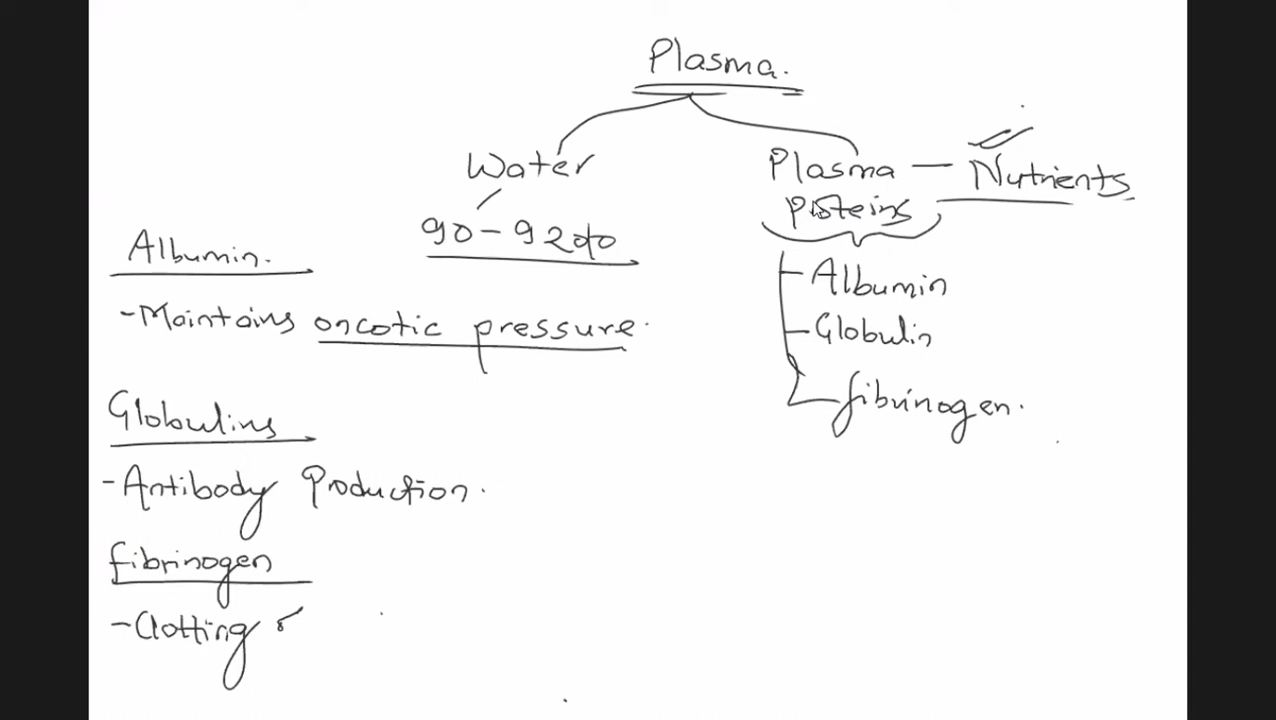 Plasma.
Water
Plasma — Nutrients
proteins
90-92%
Albumin.
- Maintains oncotic pressure.
Albumin
Globulin
fibrinogen.
Globulins
- Antibody Production.
fibrinogen
- Clotting